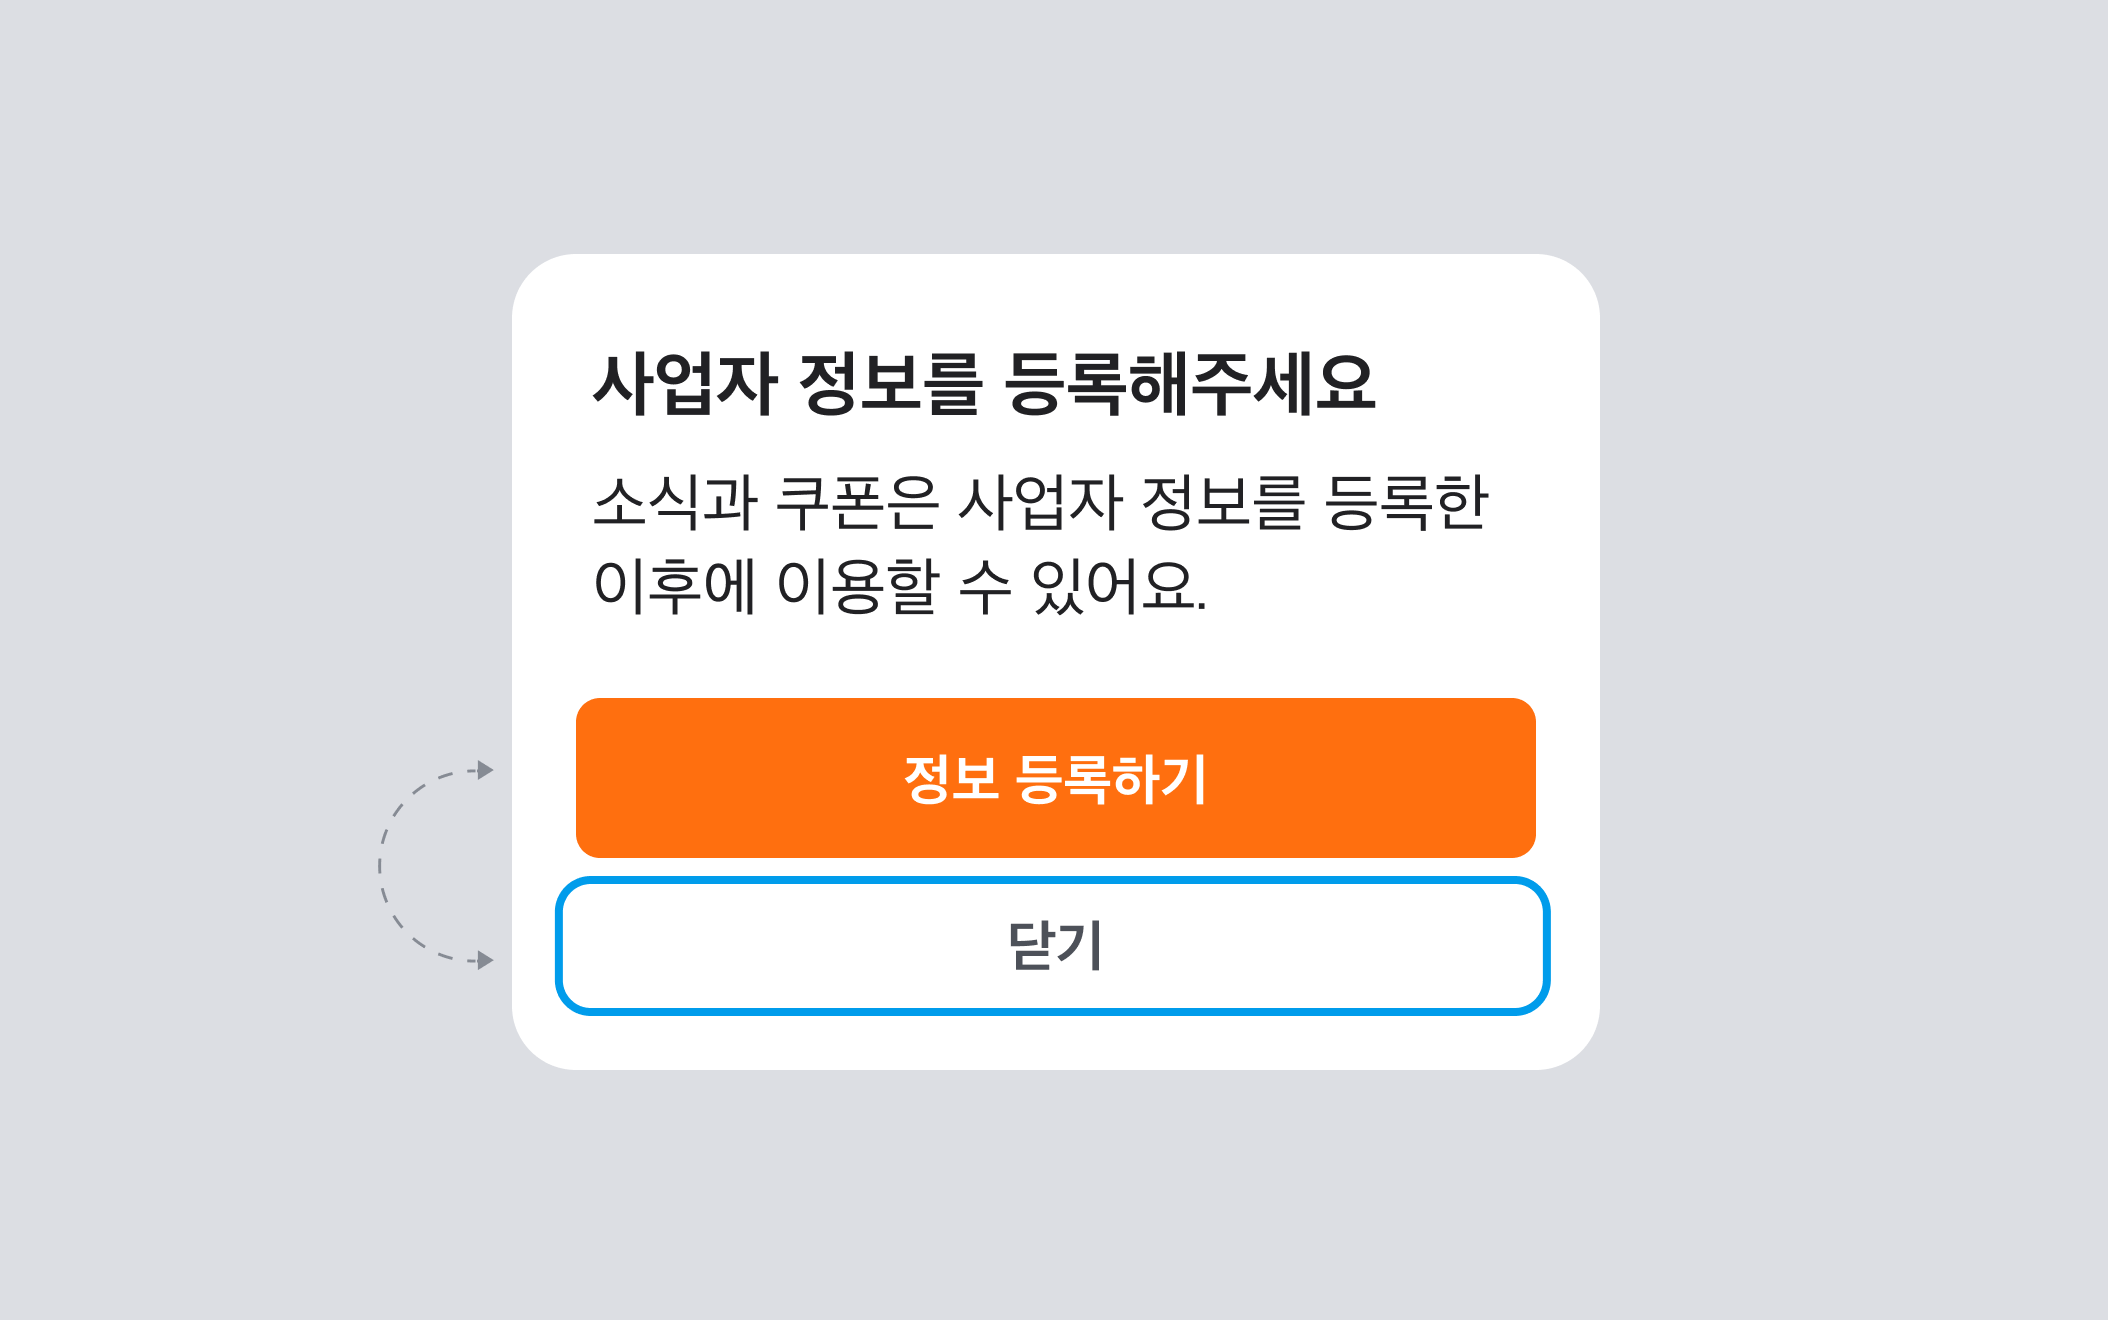 사업자 정보를 등록해주세요
소식과 쿠폰은 사업자 정보를 등록한
이후에 이용할 수 있어요.
정보 등록하기
닫기